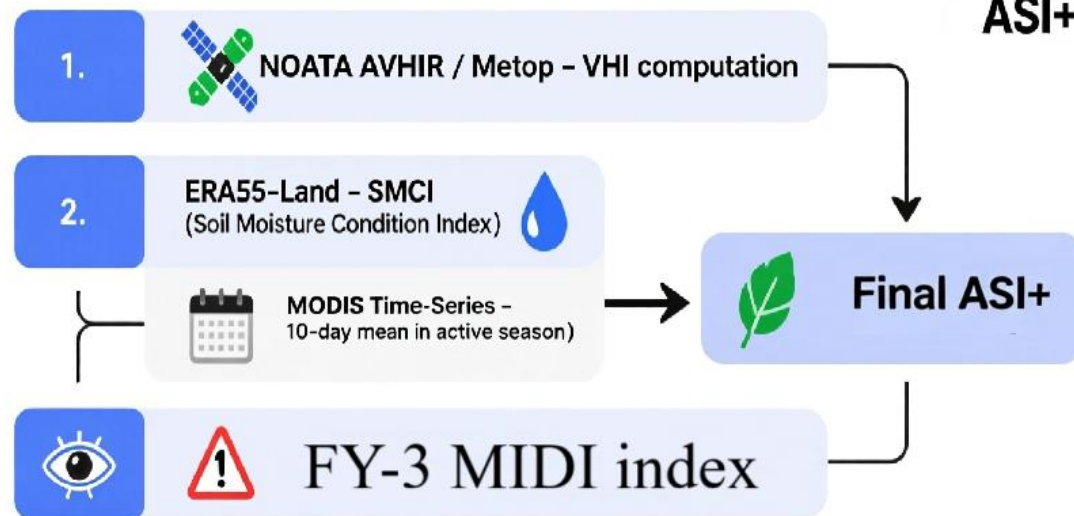 ASI+
1.
NOATA AVHIR / Metop – VHI computation
2.
ERA55-Land – SMCI
(Soil Moisture Condition Index)
MODIS Time-Series –
10-day mean in active season)
Final ASI+
FY-3 MIDI index